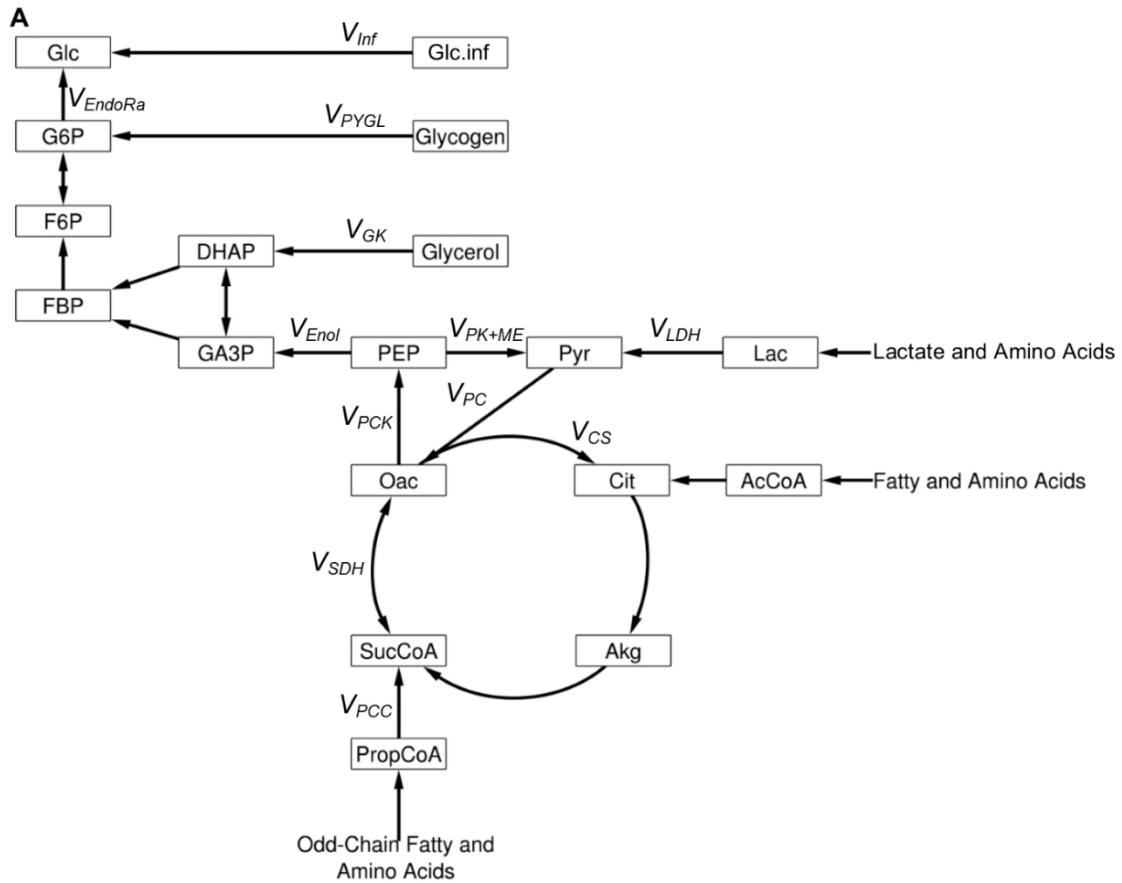 A
Glc
V_Inf
Glc.inf
V_EndoRa
G6P
V_PYGL
Glycogen
F6P
DHAP
V_GK
Glycerol
FBP
GA3P
V_Enol
PEP
V_PK+ME
Pyr
V_LDH
Lac
Lactate and Amino Acids
V_PCK
V_PC
V_CS
Oac
Cit
AcCoA
Fatty and Amino Acids
V_SDH
SucCoA
Akg
V_PCC
PropCoA
Odd-Chain Fatty and
Amino Acids